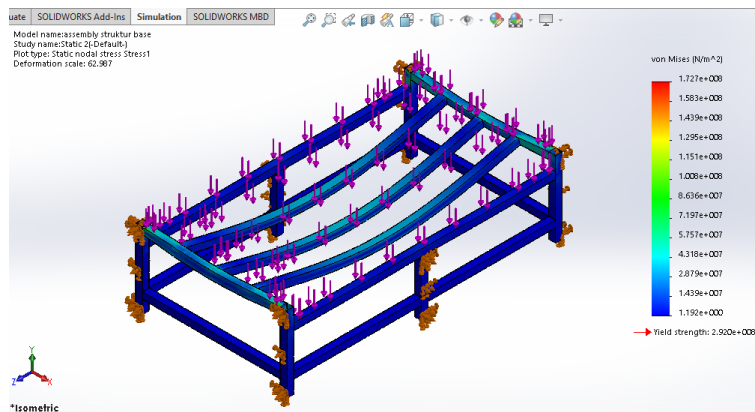 uate SOLIDWORKS Add-Ins Simulation SOLIDWORKS MBD
Model name:assembly struktur base
Study name:Static 2(-Default-)
Plot type: Static nodal stress Stress1
Deformation scale: 62.987
von Mises (N/m^2)
1.727e+008
1.583e+008
1.439e+008
1.295e+008
1.151e+008
1.008e+008
8.636e+007
7.197e+007
5.757e+007
4.318e+007
2.879e+007
1.439e+007
1.192e+000
Yield strength: 2.920e+008
Y
Z
X
*Isometric